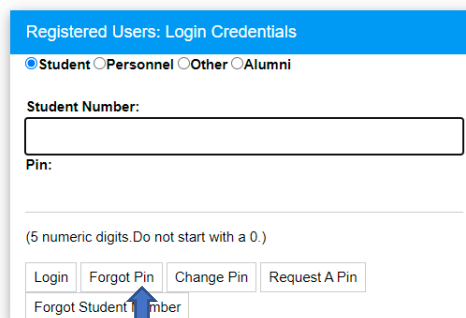 Registered Users: Login Credentials
Student Personnel Other Alumni
Student Number:
Pin:
(5 numeric digits.Do not start with a 0.)
Login Forgot Pin Change Pin Request A Pin
Forgot Student Number